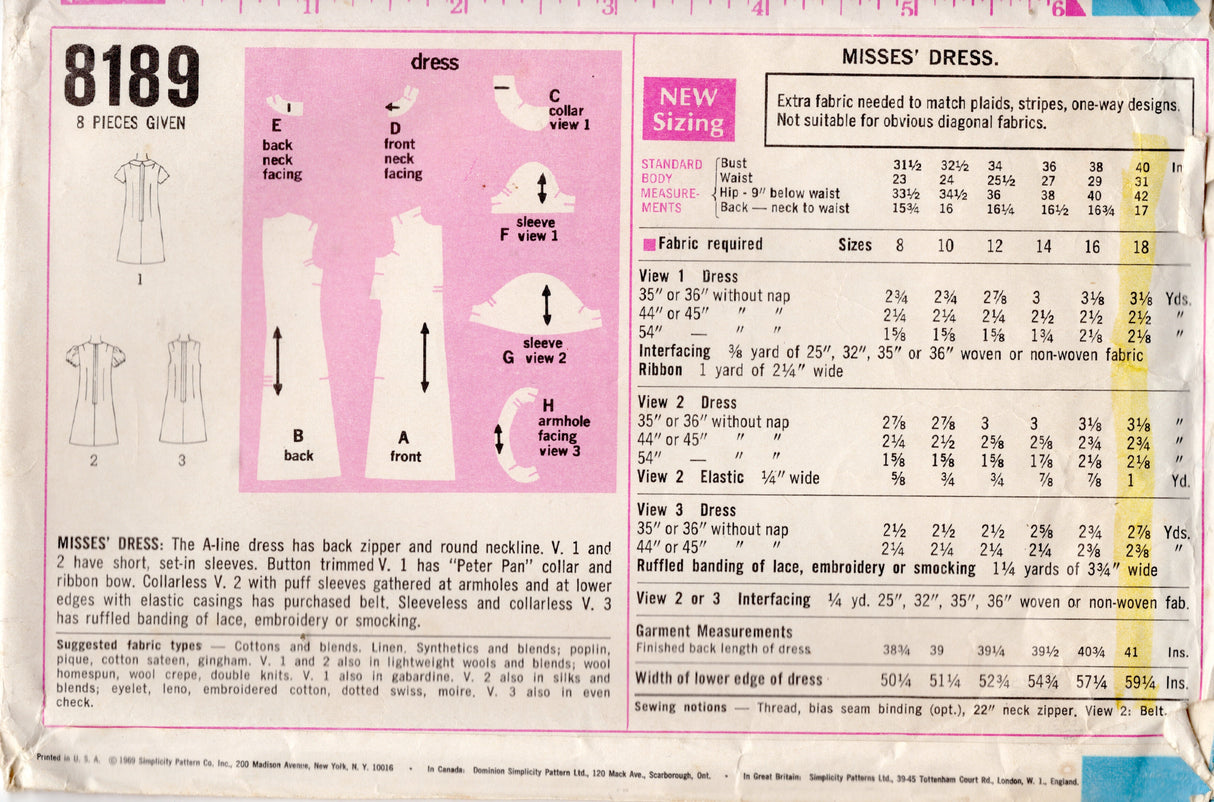 1 2 3 4 5 6
8189
8 PIECES GIVEN
1
2 3
dress
E
back
neck
facing
D
front
neck
facing
C
collar
view 1
sleeve
F view 1
sleeve
G view 2
H
armhole
facing
view 3
B
back
A
front
MISSES' DRESS: The A-line dress has back zipper and round neckline. V. 1 and
2 have short, set-in sleeves. Button trimmed V. 1 has "Peter Pan" collar and
ribbon bow. Collarless V. 2 with puff sleeves gathered at armholes and at lower
edges with elastic casings has purchased belt. Sleeveless and collarless V. 3
has ruffled banding of lace, embroidery or smocking.
Suggested fabric types — Cottons and blends. Linen. Synthetics and blends; poplin,
pique, cotton sateen, gingham. V. 1 and 2 also in lightweight wools and blends; wool
homespun, wool crepe, double knits. V. 1 also in gabardine. V. 2 also in silks and
blends; eyelet, leno, embroidered cotton, dotted swiss, moire. V. 3 also in even
check.
MISSES' DRESS.
NEW
Sizing
Extra fabric needed to match plaids, stripes, one-way designs.
Not suitable for obvious diagonal fabrics.
STANDARD Bust 31½ 32½ 34 36 38 40 In
BODY Waist 23 24 25½ 27 29 31
MEASURE- Hip - 9" below waist 33½ 34½ 36 38 40 42
MENTS Back — neck to waist 15¾ 16 16¼ 16½ 16¾ 17
Fabric required Sizes 8 10 12 14 16 18
View 1 Dress
35" or 36" without nap 2¾ 2¾ 2⅞ 3 3⅛ 3⅛ Yds.
44" or 45" " " 2¼ 2¼ 2¼ 2½ 2½ 2½ "
54" — " " 1⅝ 1⅝ 1⅝ 1¾ 2⅛ 2⅛ "
Interfacing ⅜ yard of 25", 32", 35" or 36" woven or non-woven fabric
Ribbon 1 yard of 2¼" wide
View 2 Dress
35" or 36" without nap 2⅞ 2⅞ 3 3 3⅛ 3⅛ "
44" or 45" " " 2¼ 2½ 2⅝ 2⅝ 2¾ 2¾ "
54" — " " 1⅝ 1⅝ 1⅝ 1⅞ 2⅛ 2⅛ "
View 2 Elastic ¼" wide ⅝ ¾ ¾ ⅞ ⅞ 1 Yd.
View 3 Dress
35" or 36" without nap 2½ 2½ 2½ 2⅝ 2¾ 2⅞ Yds.
44" or 45" " " 2¼ 2¼ 2¼ 2¼ 2⅜ 2⅜ "
Ruffled banding of lace, embroidery or smocking 1¼ yards of 3¾" wide
View 2 or 3 Interfacing ¼ yd. 25", 32", 35", 36" woven or non-woven fab.
Garment Measurements
Finished back length of dress 38¾ 39 39¼ 39½ 40¾ 41 Ins.
Width of lower edge of dress 50¼ 51¼ 52¾ 54¾ 57¼ 59¼ Ins.
Sewing notions — Thread, bias seam binding (opt.), 22" neck zipper. View 2: Belt.
Printed in U. S. A. © 1969 Simplicity Pattern Co. Inc., 200 Madison Avenue, New York, N. Y. 10016 • In Canada: Dominion Simplicity Pattern Ltd., 120 Mack Ave., Scarborough, Ont. • In Great Britain: Simplicity Patterns Ltd., 39-45 Tottenham Court Rd., London, W. 1., England.